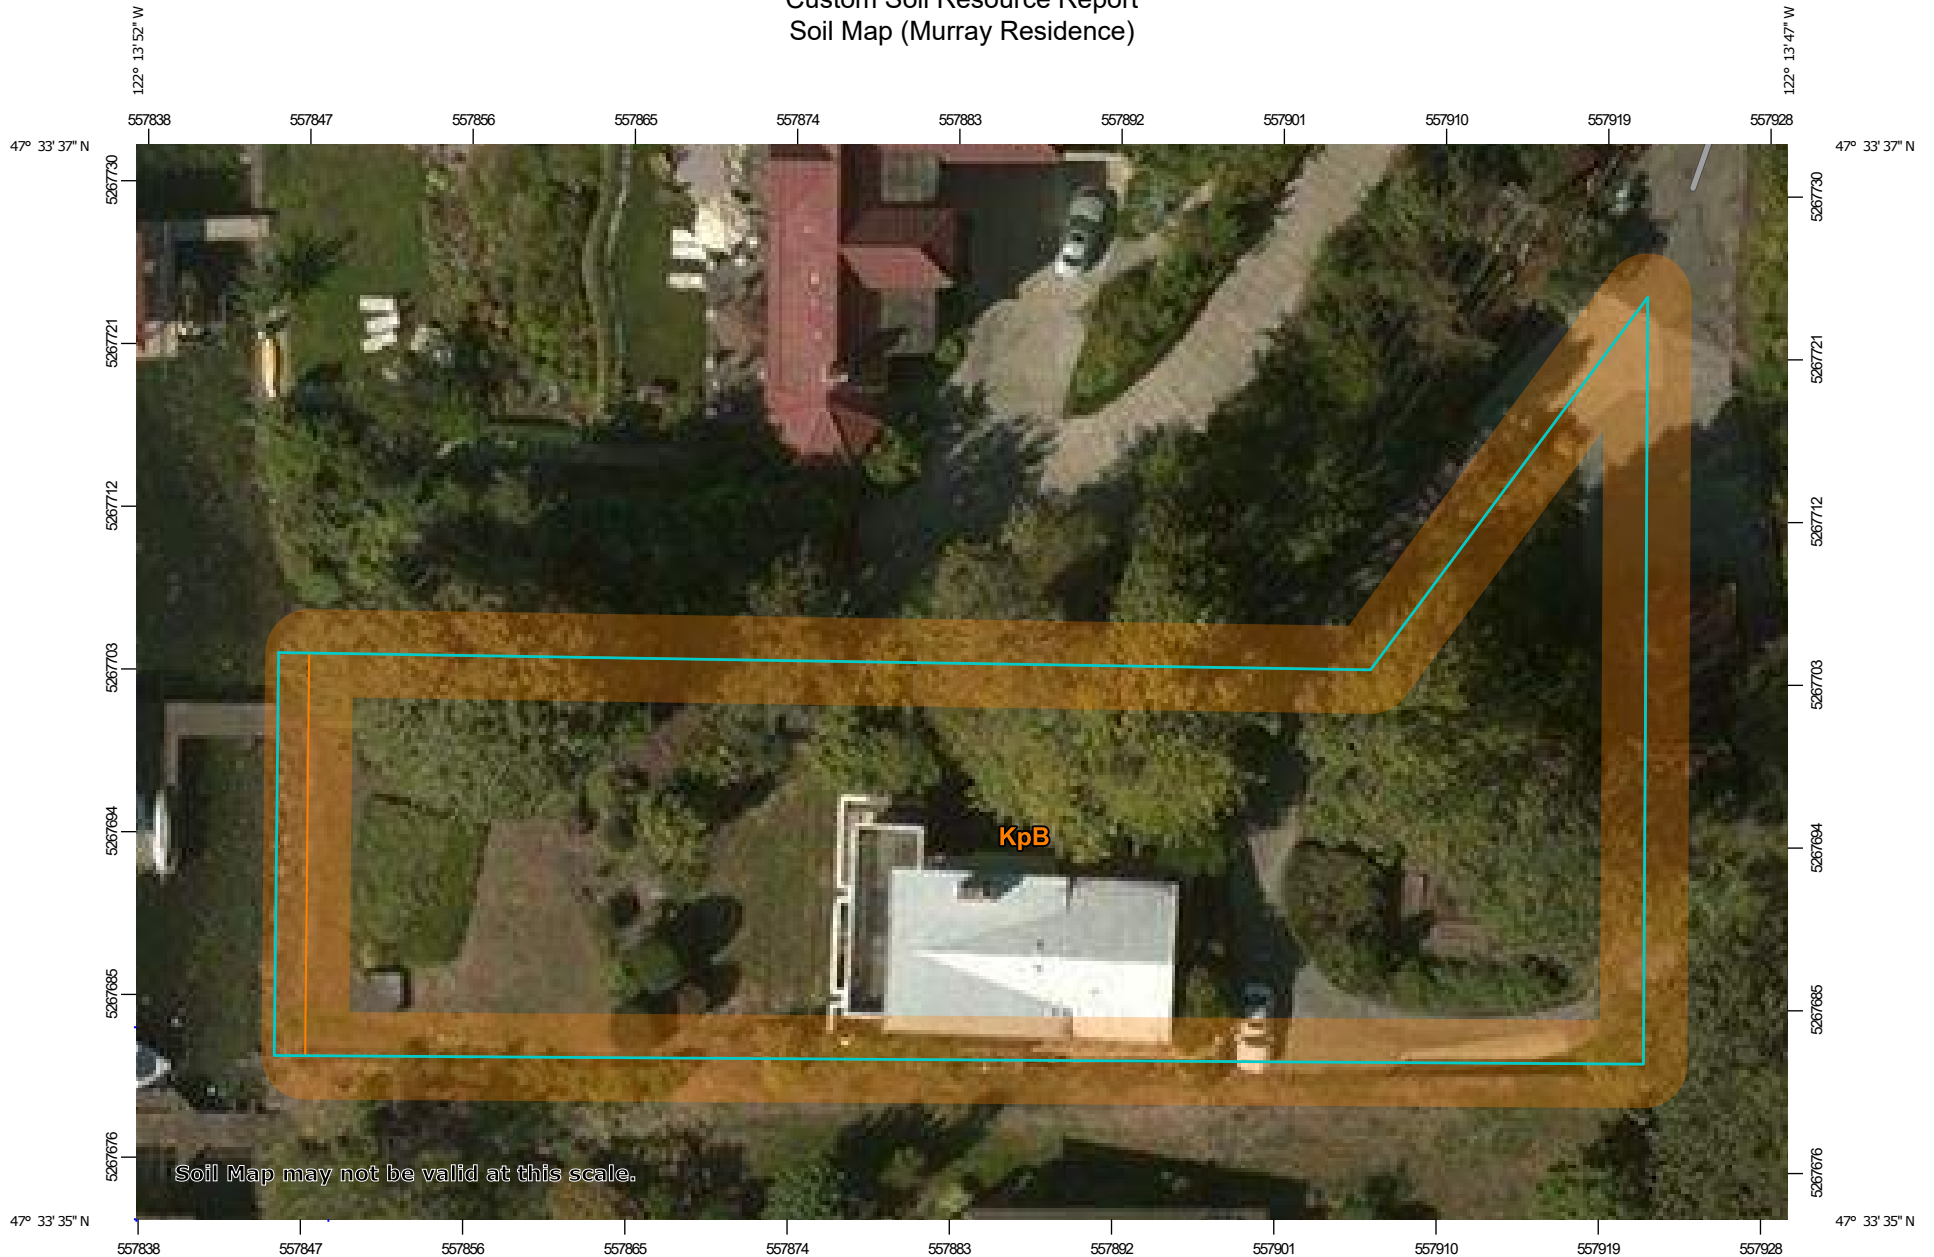 Custom Soil Resource Report
Soil Map (Murray Residence)
122° 13' 52" W
122° 13' 47" W
557838 557847 557856 557865 557874 557883 557892 557901 557910 557919 557928
47° 33' 37" N
47° 33' 37" N
5267730
5267730
5267721
5267721
5267712
5267712
5267703
5267703
5267694
5267694
KpB
5267685
5267685
5267676
5267676
Soil Map may not be valid at this scale.
47° 33' 35" N
47° 33' 35" N
557838 557847 557856 557865 557874 557883 557892 557901 557910 557919 557928